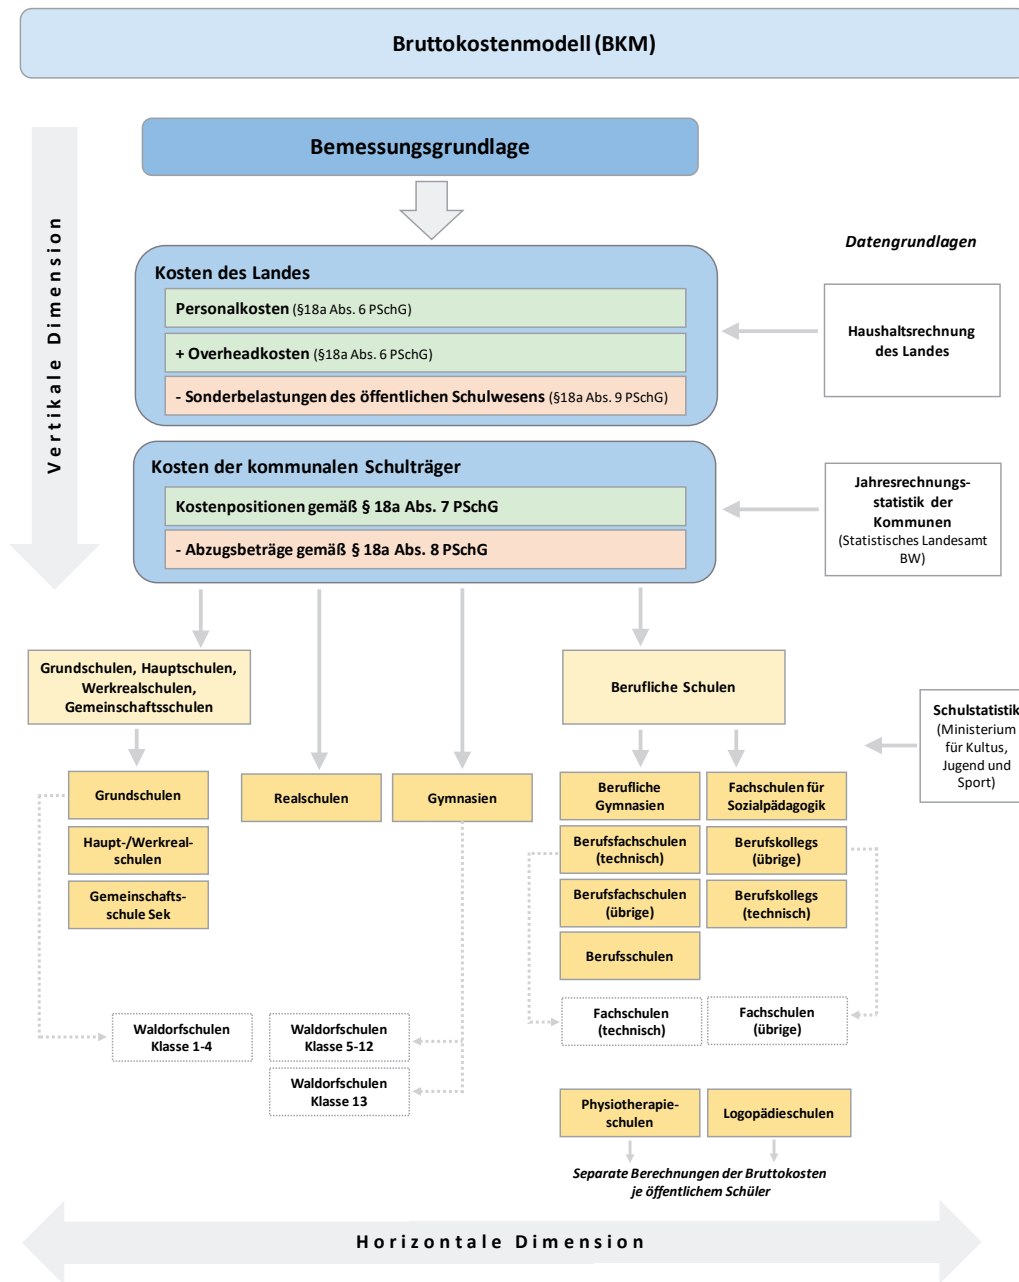 Bruttokostenmodell (BKM)
Bemessungsgrundlage
Vertikale Dimension
Datengrundlagen
Kosten des Landes
Personalkosten (§18a Abs. 6 PSchG)
+ Overheadkosten (§18a Abs. 6 PSchG)
- Sonderbelastungen des öffentlichen Schulwesens (§18a Abs. 9 PSchG)
Haushaltsrechnung
des Landes
Kosten der kommunalen Schulträger
Kostenpositionen gemäß § 18a Abs. 7 PSchG
- Abzugsbeträge gemäß § 18a Abs. 8 PSchG
Jahresrechnungs-
statistik der
Kommunen
(Statistisches Landesamt
BW)
Grundschulen, Hauptschulen,
Werkrealschulen,
Gemeinschaftsschulen
Berufliche Schulen
Schulstatistik
(Ministerium
für Kultus,
Jugend und
Sport)
Grundschulen
Realschulen
Gymnasien
Berufliche
Gymnasien
Fachschulen für
Sozialpädagogik
Haupt-/Werkreal-
schulen
Berufsfachschulen
(technisch)
Berufskollegs
(übrige)
Gemeinschafts-
schule Sek
Berufsfachschulen
(übrige)
Berufskollegs
(technisch)
Berufsschulen
Waldorfschulen
Klasse 1-4
Waldorfschulen
Klasse 5-12
Fachschulen
(technisch)
Fachschulen
(übrige)
Waldorfschulen
Klasse 13
Physiotherapie-
schulen
Logopädieschulen
Separate Berechnungen der Bruttokosten
je öffentlichem Schüler
Horizontale Dimension